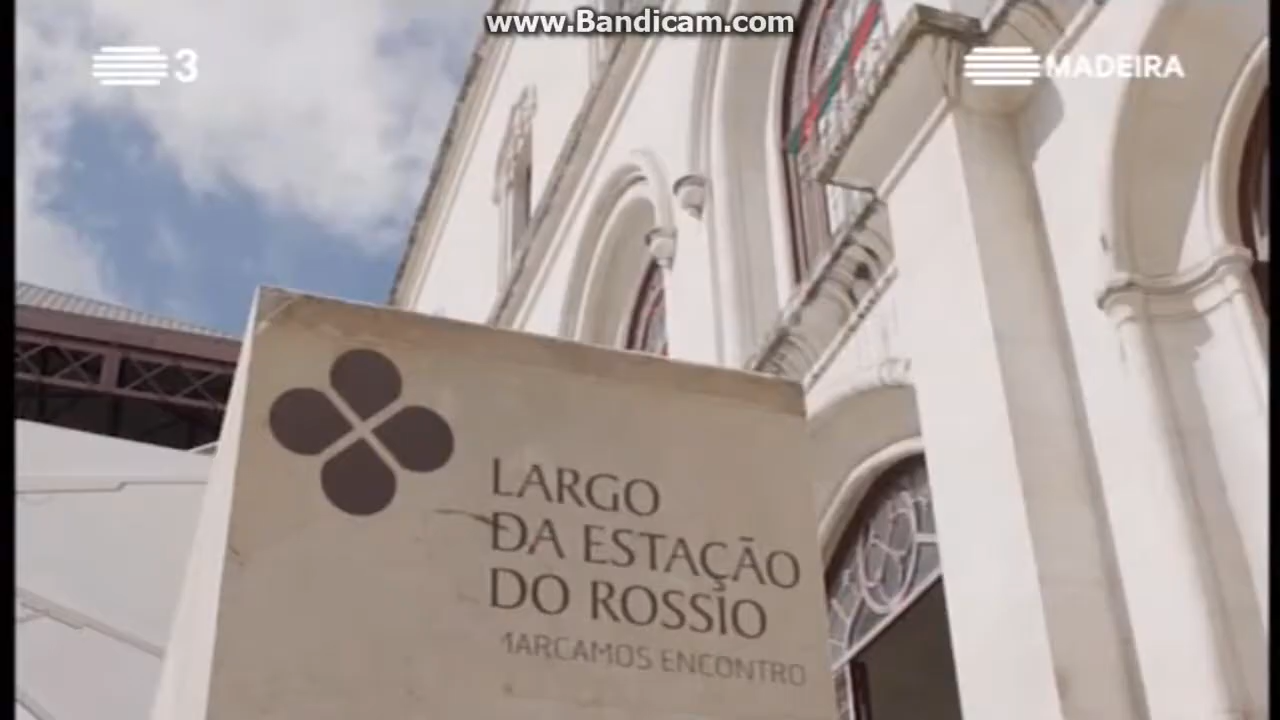 www.Bandicam.com
3
MADEIRA
LARGO
DA ESTAÇÃO
DO ROSSIO
MARCAMOS ENCONTRO